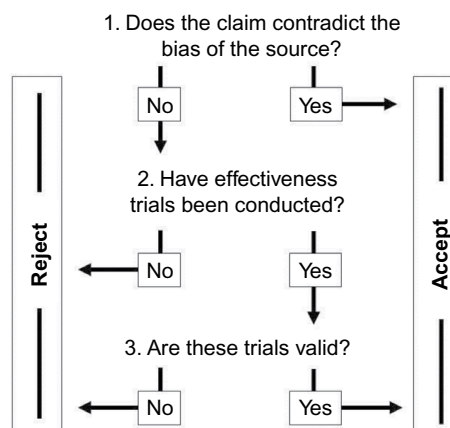 1. Does the claim contradict the
bias of the source?
No
Yes
2. Have effectiveness
trials been conducted?
Reject
Accept
No
Yes
3. Are these trials valid?
No
Yes